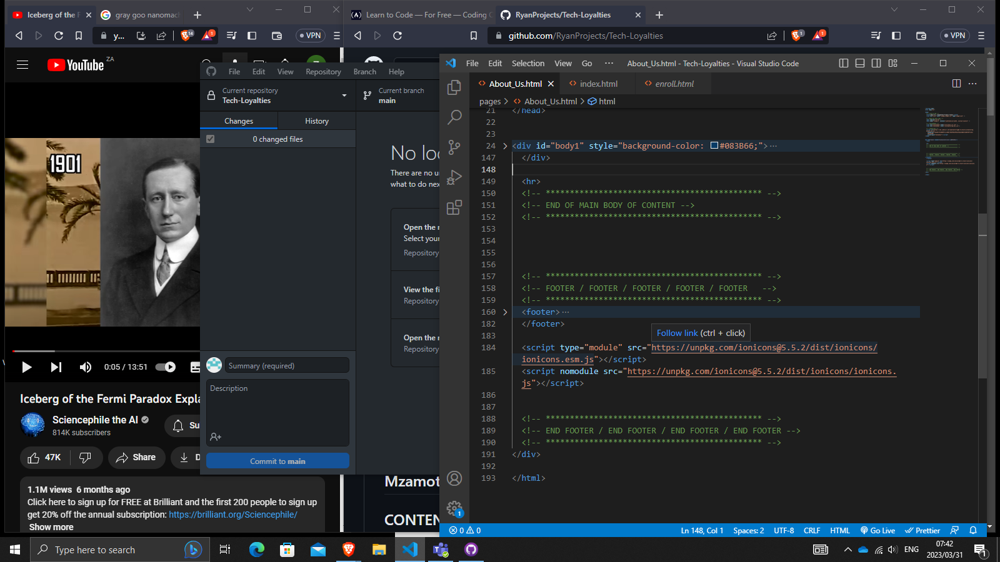 Iceberg of the F
gray goo nanomach
Learn to Code — For Free — Coding C
RyanProjects/Tech-Loyalties
y...
14
1
VPN
github.com/RyanProjects/Tech-Loyalties
1
1
VPN
YouTube ZA
1901
0:05 / 13:51
Iceberg of the Fermi Paradox Expla
Sciencephile the AI
814K subscribers
Su
47K
Share
D
1.1M views 6 months ago
Click here to sign up for FREE at Brilliant and the first 200 people to sign up
get 20% off the annual subscription: https://brilliant.org/Sciencephile/
Show more
File Edit View Repository Branch Help
Current repository
Tech-Loyalties
Current branch
main
Changes
History
0 changed files
No loc
There are no u
what to do nex
Open the r
Select your
Repository
View the fi
Repository
Open the r
Repository
Summary (required)
Description
Commit to main
Mzamot
CONTEN
File Edit Selection View Go ··· About_Us.html - Tech-Loyalties - Visual Studio Code
About_Us.html
index.html
enroll.html
pages > About_Us.html > html
21 </head>
22
23
24 <div id="body1" style="background-color: #083B66;">···
147 </div>
148
149 <hr>
150 <!-- ********************************************* -->
151 <!-- END OF MAIN BODY OF CONTENT -->
152 <!-- ********************************************* -->
153
154
155
156
157 <!-- ********************************************* -->
158 <!-- FOOTER / FOOTER / FOOTER / FOOTER / FOOTER   -->
159 <!-- ********************************************* -->
160 <footer>···
182 </footer>
183
Follow link (ctrl + click)
184 <script type="module" src="https://unpkg.com/ionicons@5.5.2/dist/ionicons/
ionicons.esm.js"></script>
185 <script nomodule src="https://unpkg.com/ionicons@5.5.2/dist/ionicons/ionicons.
js"></script>
186
187
188 <!-- ********************************************* -->
189 <!-- END FOOTER / END FOOTER / END FOOTER / END FOOTER -->
190 <!-- ********************************************* -->
191 </div>
192
193 </html>
1
0 0 Ln 148, Col 1 Spaces: 2 UTF-8 CRLF HTML Go Live Prettier
Type here to search
ENG
07:42
2023/03/31
1